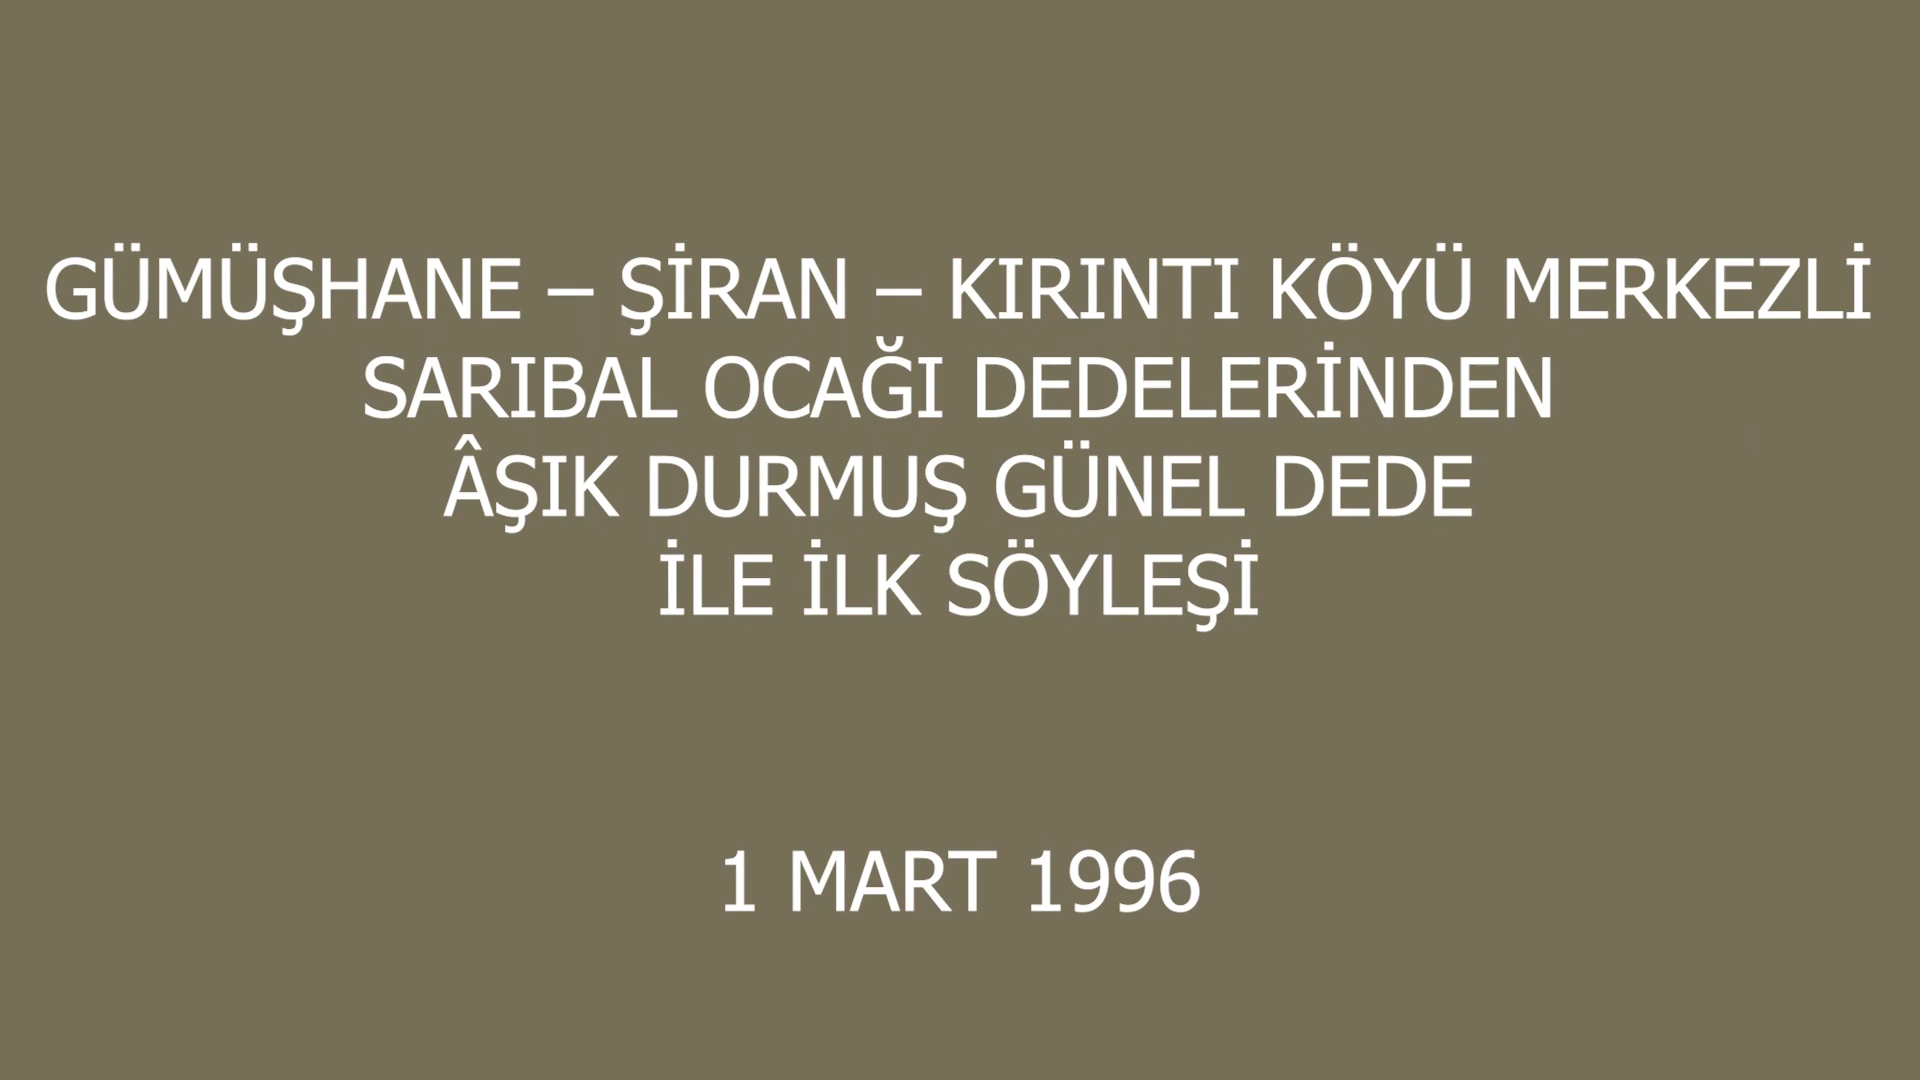 GÜMÜŞHANE – ŞİRAN – KIRINTI KÖYÜ MERKEZLİ
SARIBAL OCAĞI DEDELERİNDEN
ÂŞIK DURMUŞ GÜNEL DEDE
İLE İLK SÖYLEŞİ
1 MART 1996